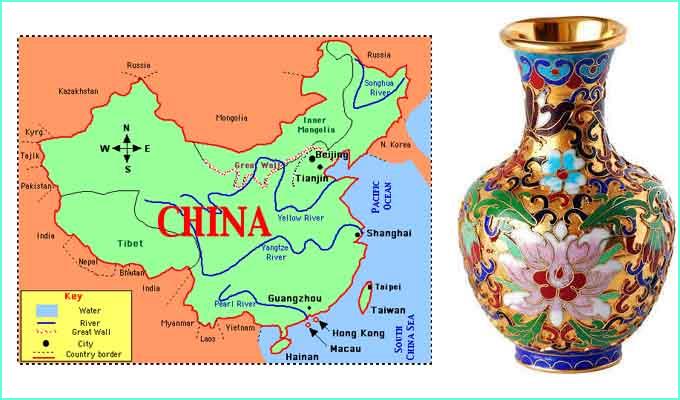 Russia
Russia
Kazakhstan
Songhua
River
Mongolia
Inner
Mongolia
Kyrg.
N
W
E
S
Great Wall
Beijing
N. Korea
Tajik
Tianjin
Pakistan
PACIFIC
OCEAN
CHINA
Yellow River
India
Tibet
Yangtze
River
Shanghai
Nepal
Bhutan
India
Key
Water
River
Great Wall
City
Country border
Pearl River
Guangzhou
Taipei
Taiwan
Myanmar
Vietnam
Laos
Hong Kong
Macau
Hainan
SOUTH
CHINA SEA